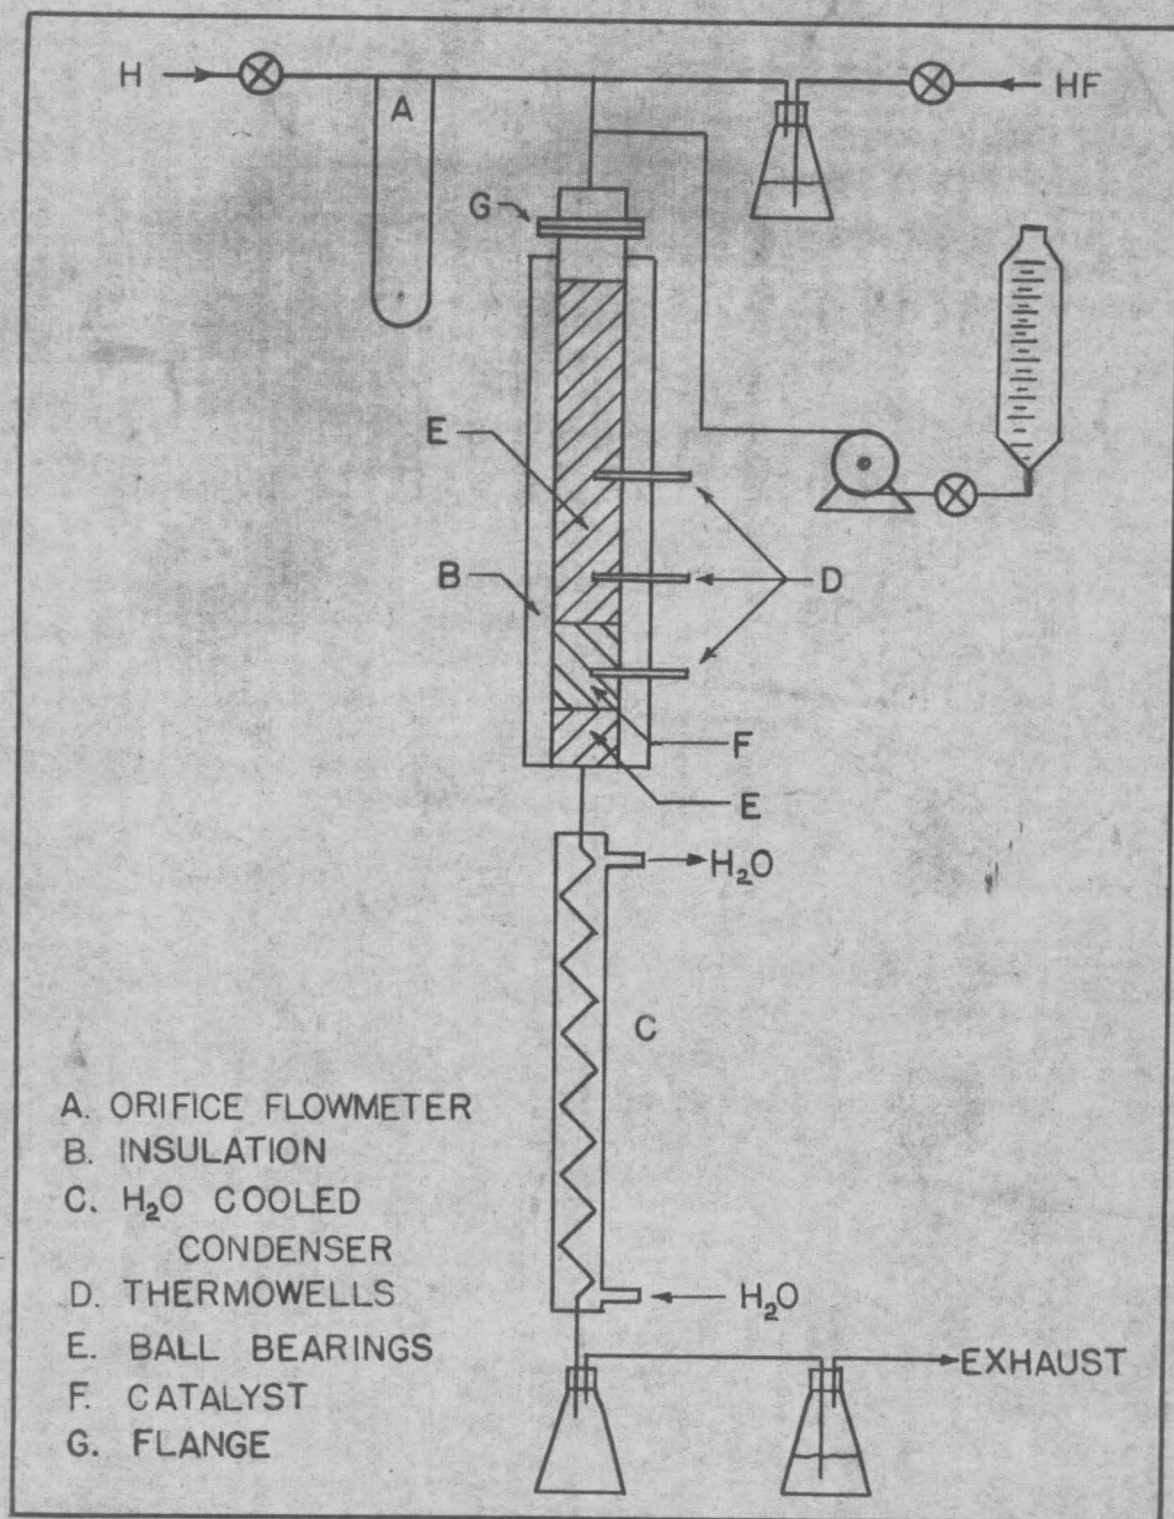 H
HF
A
G
E
B
D
F
E
H₂O
C
H₂O
EXHAUST
A. ORIFICE FLOWMETER
B. INSULATION
C. H₂O COOLED
CONDENSER
D. THERMOWELLS
E. BALL BEARINGS
F. CATALYST
G. FLANGE